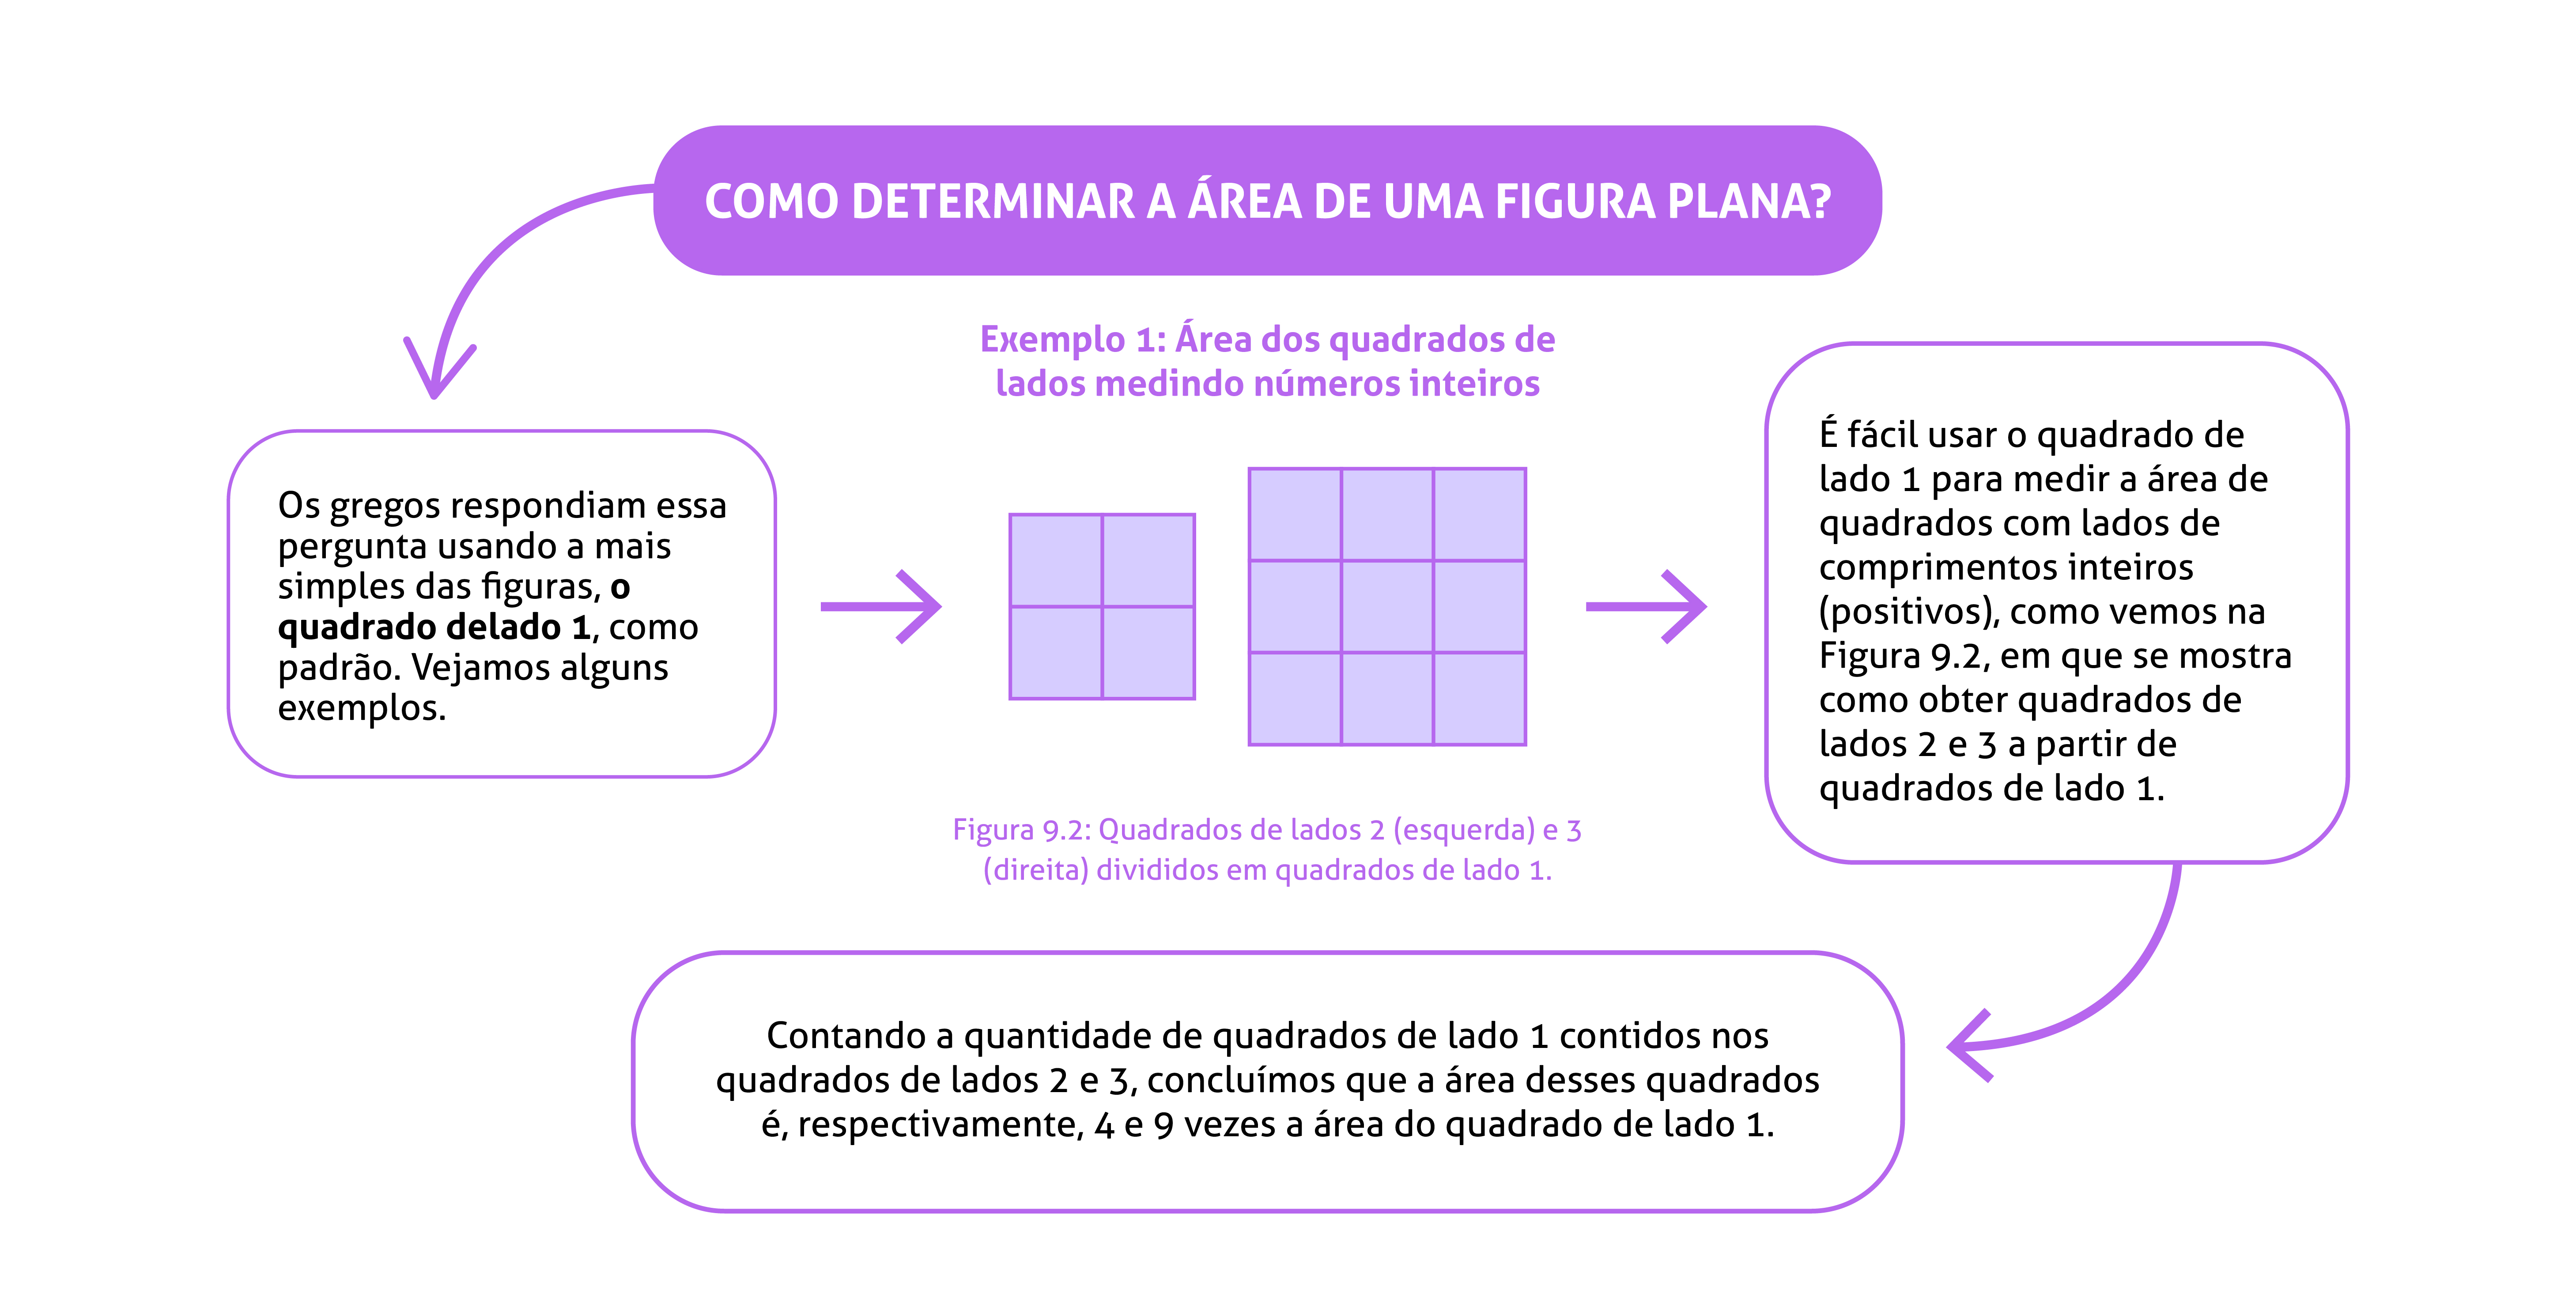 COMO DETERMINAR A ÁREA DE UMA FIGURA PLANA?
Os gregos respondiam essa
pergunta usando a mais
simples das figuras, o
quadrado delado 1, como
padrão. Vejamos alguns
exemplos.
Exemplo 1: Área dos quadrados de
lados medindo números inteiros
Figura 9.2: Quadrados de lados 2 (esquerda) e 3
(direita) divididos em quadrados de lado 1.
É fácil usar o quadrado de
lado 1 para medir a área de
quadrados com lados de
comprimentos inteiros
(positivos), como vemos na
Figura 9.2, em que se mostra
como obter quadrados de
lados 2 e 3 a partir de
quadrados de lado 1.
Contando a quantidade de quadrados de lado 1 contidos nos
quadrados de lados 2 e 3, concluímos que a área desses quadrados
é, respectivamente, 4 e 9 vezes a área do quadrado de lado 1.